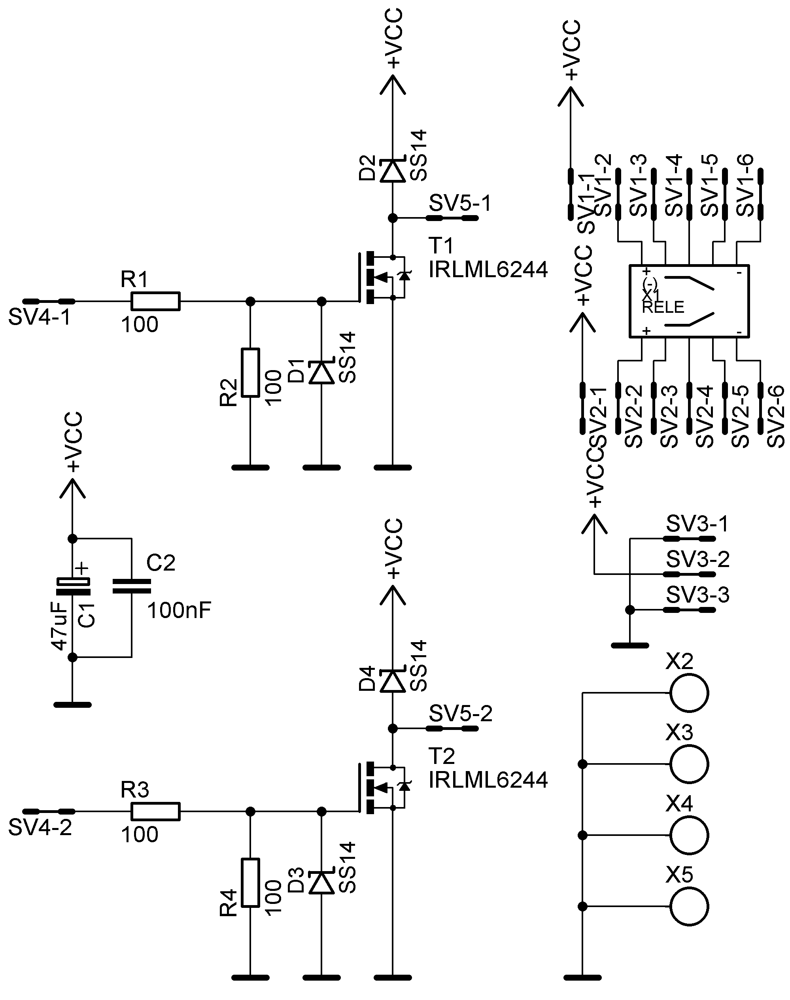 +VCC
D2
SS14
SV5-1
T1
IRLML6244
R1
100
SV4-1
R2
100
D1
SS14
+VCC
+
47uF
C1
C2
100nF
+VCC
D4
SS14
SV5-2
T2
IRLML6244
R3
100
SV4-2
R4
100
D3
SS14
+VCC
SV1-1
SV1-2
SV1-3
SV1-4
SV1-5
SV1-6
+VCC
+
-
(-)
X1
RELE
+
-
SV2-1
SV2-2
SV2-3
SV2-4
SV2-5
SV2-6
+VCC
SV3-1
SV3-2
SV3-3
X2
X3
X4
X5